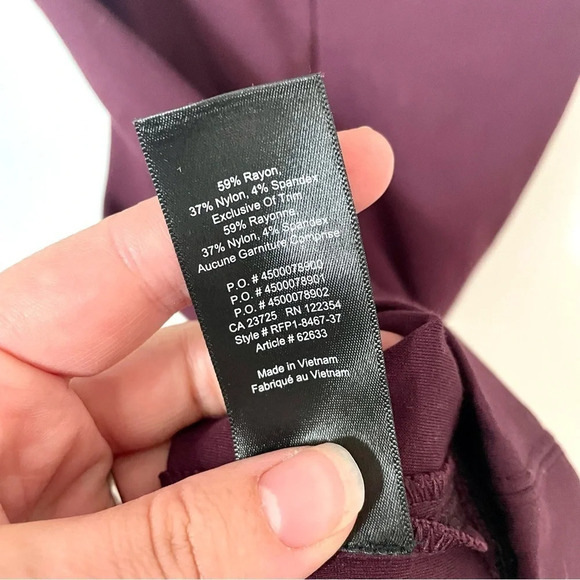 59% Rayon,
37% Nylon, 4% Spandex
Exclusive Of Trim
59% Rayonne,
37% Nylon, 4% Spandex
Aucune Garniture Comprise
P.O. # 4500078900
P.O. # 4500078901
P.O. # 4500078902
CA 23725 RN 122354
Style # RFP1-8467-37
Article # 62633
Made in Vietnam
Fabriqué au Vietnam